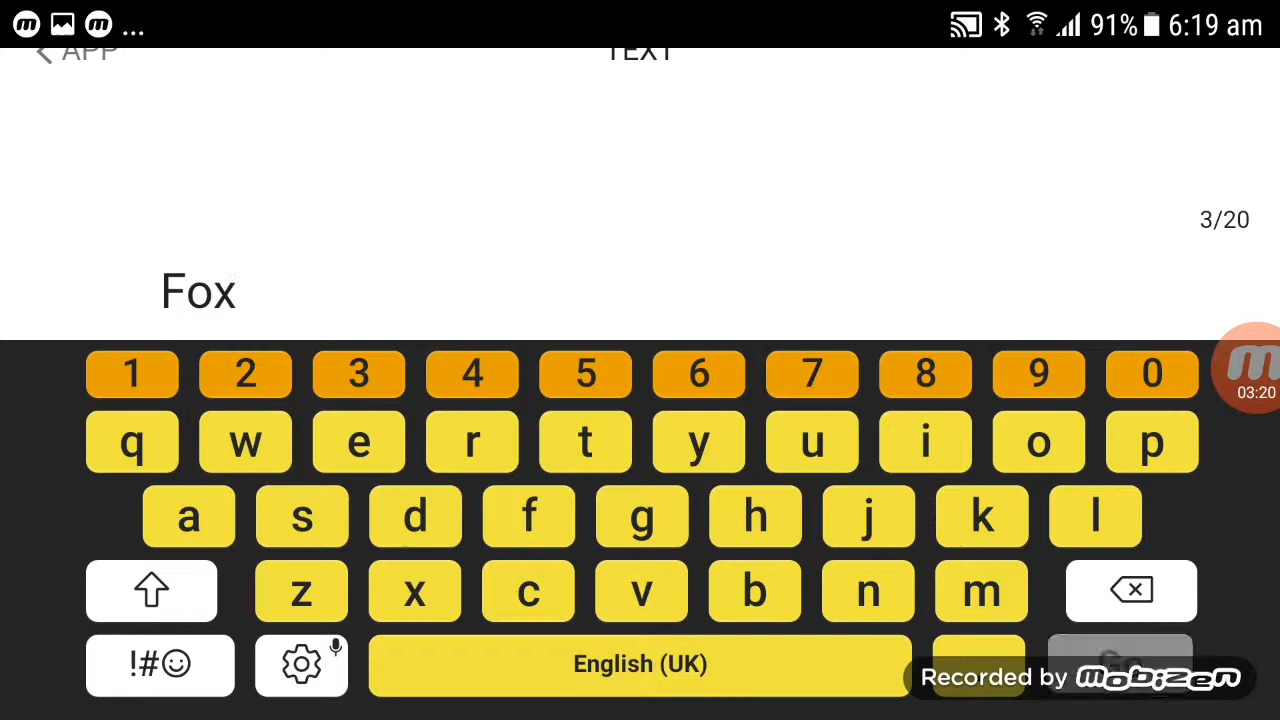 ... 91% 6:19 am
< APP TEXT
3/20
Fox
1 2 3 4 5 6 7 8 9 0
03:20
q w e r t y u i o p
a s d f g h j k l
z x c v b n m
!#☺ English (UK) Go
Recorded by mobizen